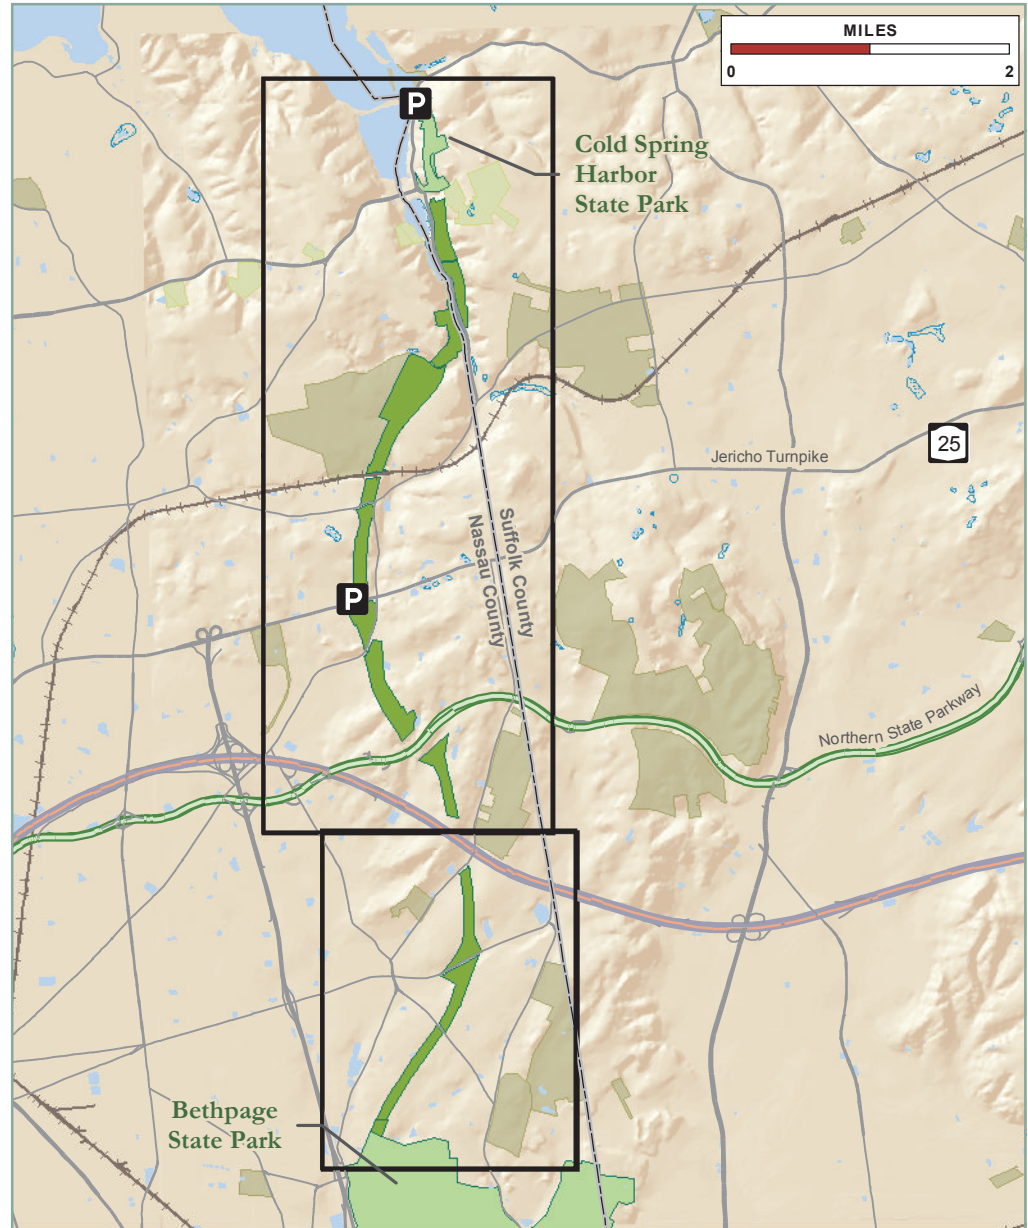 MILES
0 2
P
Cold Spring
Harbor
State Park
25
Jericho Turnpike
Suffolk County
Nassau County
P
Northern State Parkway
Bethpage
State Park